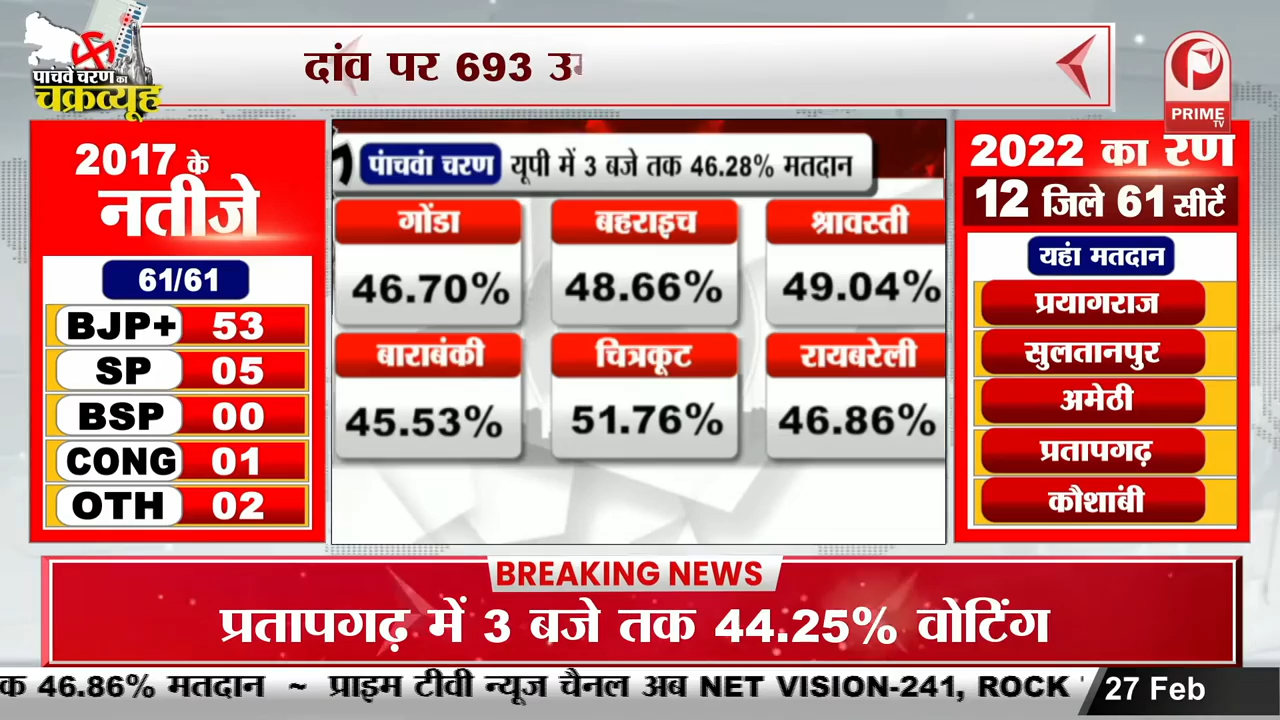 पांचवें चरण का
चक्रव्यूह
दांव पर 693
PRIME
TV
2017 के
नतीजे
61/61
BJP+ 53
SP 05
BSP 00
CONG 01
OTH 02
पांचवां चरण यूपी में 3 बजे तक 46.28% मतदान
गोंडा बहराइच श्रावस्ती
46.70% 48.66% 49.04%
बाराबंकी चित्रकूट रायबरेली
45.53% 51.76% 46.86%
2022 का रण
12 जिले 61 सीटें
यहां मतदान
प्रयागराज
सुलतानपुर
अमेठी
प्रतापगढ़
कौशांबी
BREAKING NEWS
प्रतापगढ़ में 3 बजे तक 44.25% वोटिंग
क 46.86% मतदान ~ प्राइम टीवी न्यूज चैनल अब NET VISION-241, ROCK
27 Feb